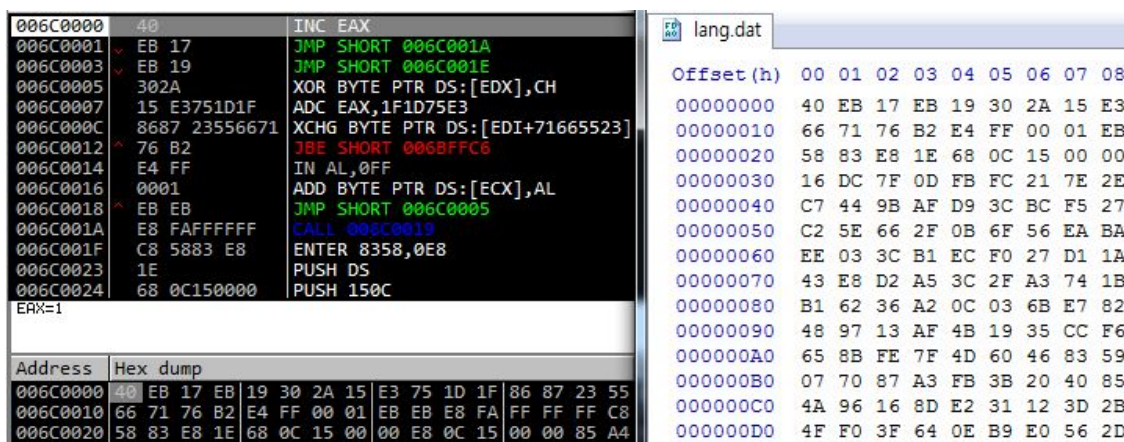 006C0000 40 INC EAX
006C0001 EB 17 JMP SHORT 006C001A
006C0003 EB 19 JMP SHORT 006C001E
006C0005 302A XOR BYTE PTR DS:[EDX],CH
006C0007 15 E3751D1F ADC EAX,1F1D75E3
006C000C 8687 23556671 XCHG BYTE PTR DS:[EDI+71665523]
006C0012 76 B2 JBE SHORT 006BFFC6
006C0014 E4 FF IN AL,0FF
006C0016 0001 ADD BYTE PTR DS:[ECX],AL
006C0018 EB EB JMP SHORT 006C0005
006C001A E8 FAFFFFFF CALL 006C0019
006C001F C8 5883 E8 ENTER 8358,0E8
006C0023 1E PUSH DS
006C0024 68 0C150000 PUSH 150C
EAX=1
Address Hex dump
006C0000 40 EB 17 EB 19 30 2A 15 E3 75 1D 1F 86 87 23 55
006C0010 66 71 76 B2 E4 FF 00 01 EB EB E8 FA FF FF FF C8
006C0020 58 83 E8 1E 68 0C 15 00 00 E8 0C 15 00 00 85 A4
lang.dat
Offset(h) 00 01 02 03 04 05 06 07 08
00000000 40 EB 17 EB 19 30 2A 15 E3
00000010 66 71 76 B2 E4 FF 00 01 EB
00000020 58 83 E8 1E 68 0C 15 00 00
00000030 16 DC 7F 0D FB FC 21 7E 2E
00000040 C7 44 9B AF D9 3C BC F5 27
00000050 C2 5E 66 2F 0B 6F 56 EA BA
00000060 EE 03 3C B1 EC F0 27 D1 1A
00000070 43 E8 D2 A5 3C 2F A3 74 1B
00000080 B1 62 36 A2 0C 03 6B E7 82
00000090 48 97 13 AF 4B 19 35 CC F6
000000A0 65 8B FE 7F 4D 60 46 83 59
000000B0 07 70 87 A3 FB 3B 20 40 85
000000C0 4A 96 16 8D E2 31 12 3D 2B
000000D0 4F F0 3F 64 0E B9 E0 56 2D